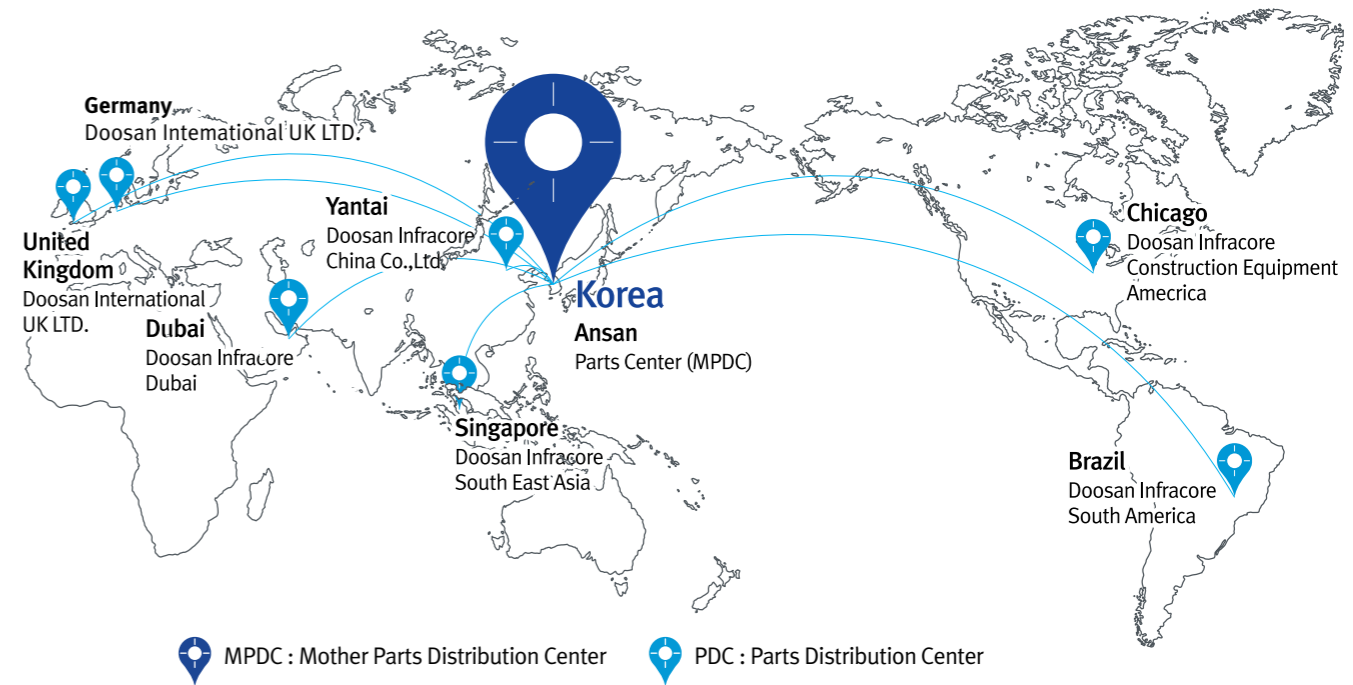 Germany
Doosan Intemational UK LTD.
United
Kingdom
Doosan International
UK LTD.
Yantai
Doosan Infracore
China Co.,Ltd.
Dubai
Doosan Infracore
Dubai
Korea
Ansan
Parts Center (MPDC)
Singapore
Doosan Infracore
South East Asia
Chicago
Doosan Infracore
Construction Equipment
Amecrica
Brazil
Doosan Infracore
South America
MPDC : Mother Parts Distribution Center
PDC : Parts Distribution Center